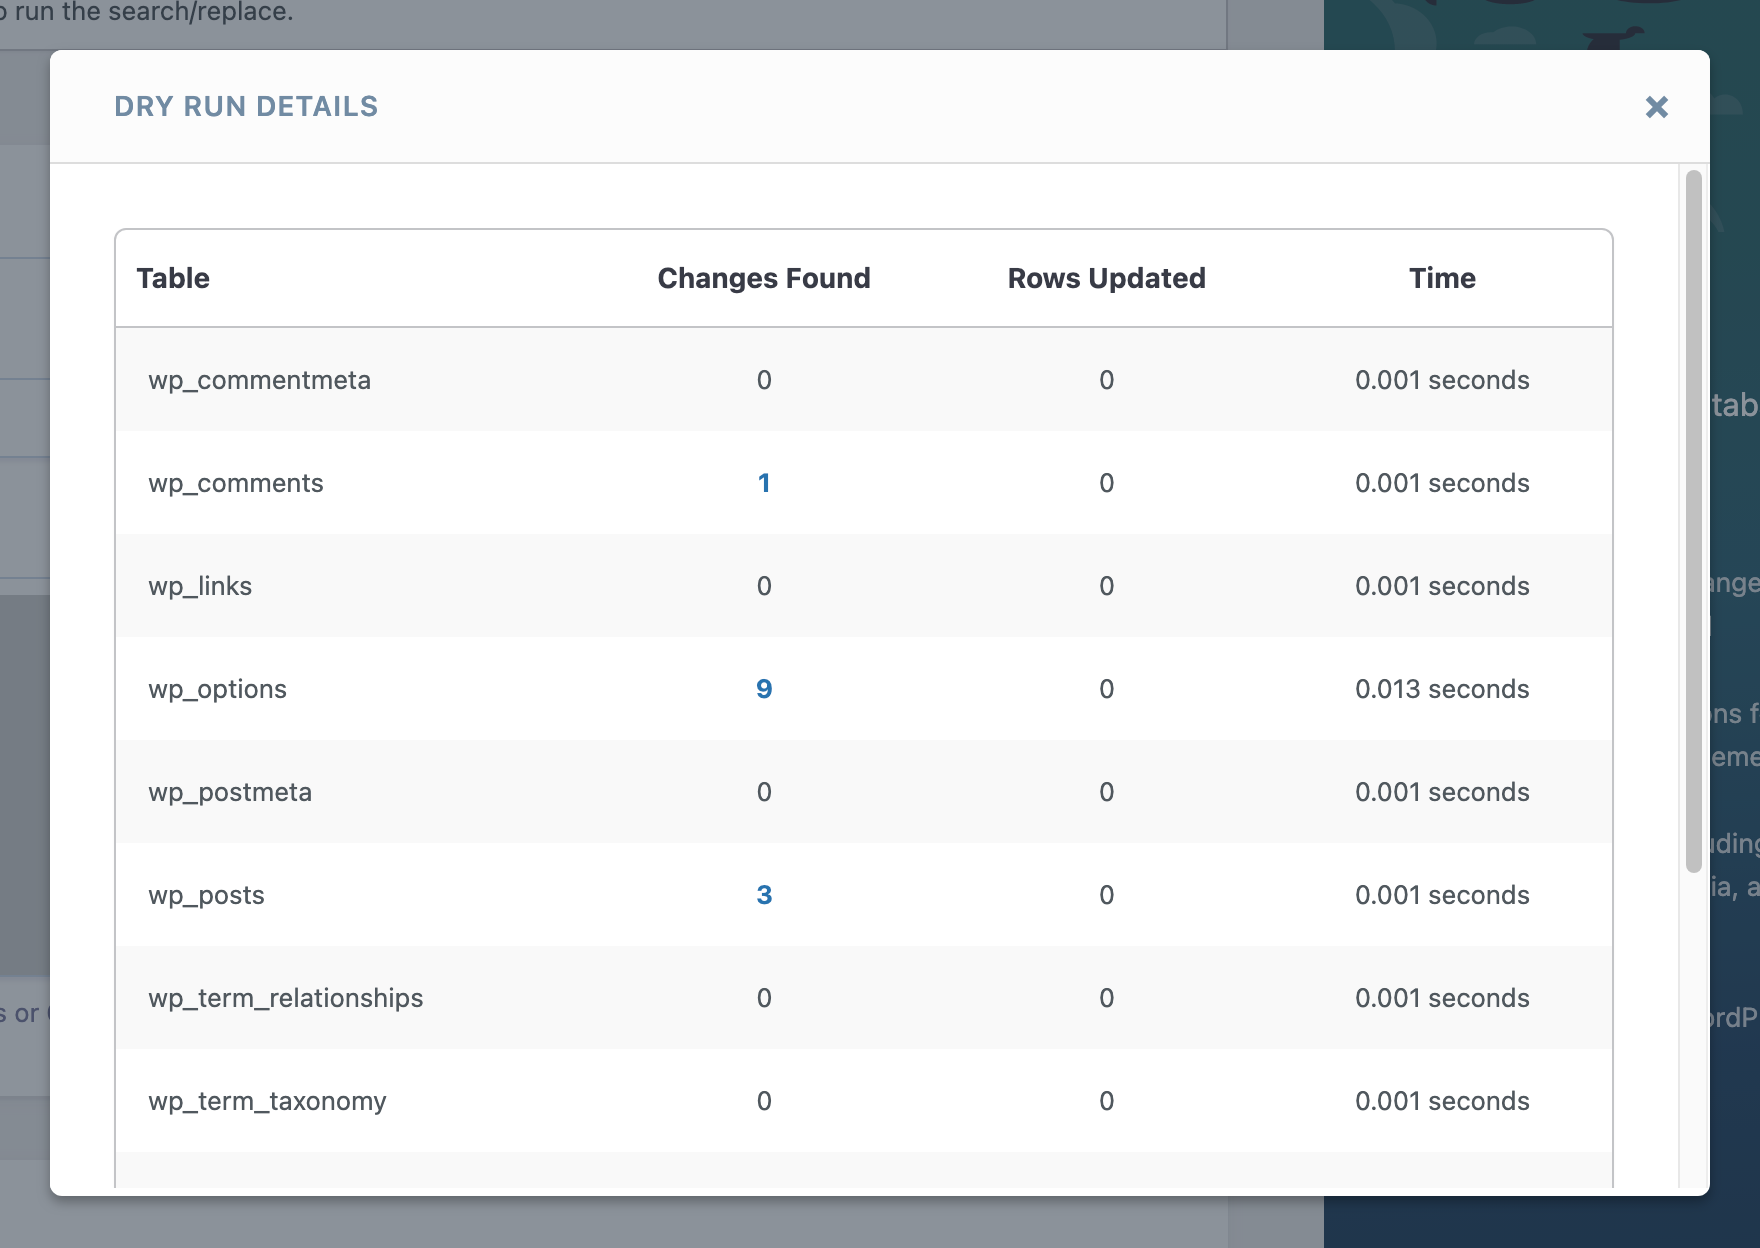 run the search/replace.
DRY RUN DETAILS
Table Changes Found Rows Updated Time
wp_commentmeta 0 0 0.001 seconds
wp_comments 1 0 0.001 seconds
wp_links 0 0 0.001 seconds
wp_options 9 0 0.013 seconds
wp_postmeta 0 0 0.001 seconds
wp_posts 3 0 0.001 seconds
wp_term_relationships 0 0 0.001 seconds
wp_term_taxonomy 0 0 0.001 seconds
s or
tab
ange
ns f
eme
uding
ia, a
ordP